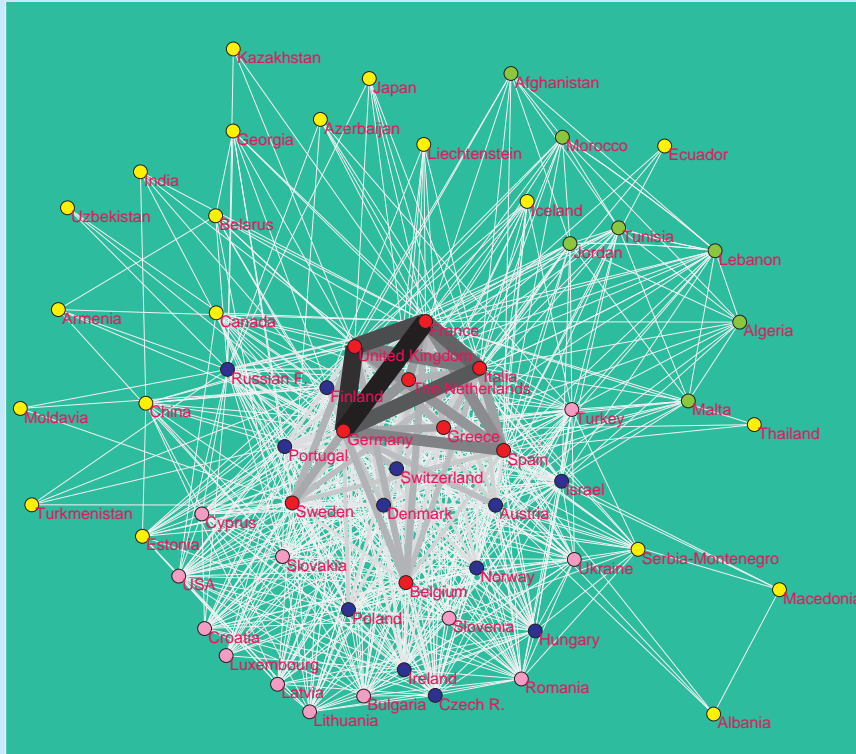 Kazakhstan
Japan
Afghanistan
Azerbaijan
Georgia
Liechtenstein
Morocco
Ecuador
India
Uzbekistan
Belarus
Iceland
Tunisia
Jordan
Lebanon
Armenia
Canada
France
Algeria
United Kingdom
Russian F.
Finland
The Netherlands
Italia
Moldavia
China
Turkey
Malta
Thailand
Germany
Greece
Portugal
Spain
Switzerland
Israel
Turkmenistan
Cyprus
Sweden
Denmark
Austria
Estonia
Slovakia
Serbia-Montenegro
Ukraine
USA
Norway
Belgium
Macedonia
Poland
Slovenia
Croatia
Hungary
Luxembourg
Ireland
Romania
Latvia
Bulgaria
Czech R.
Lithuania
Albania